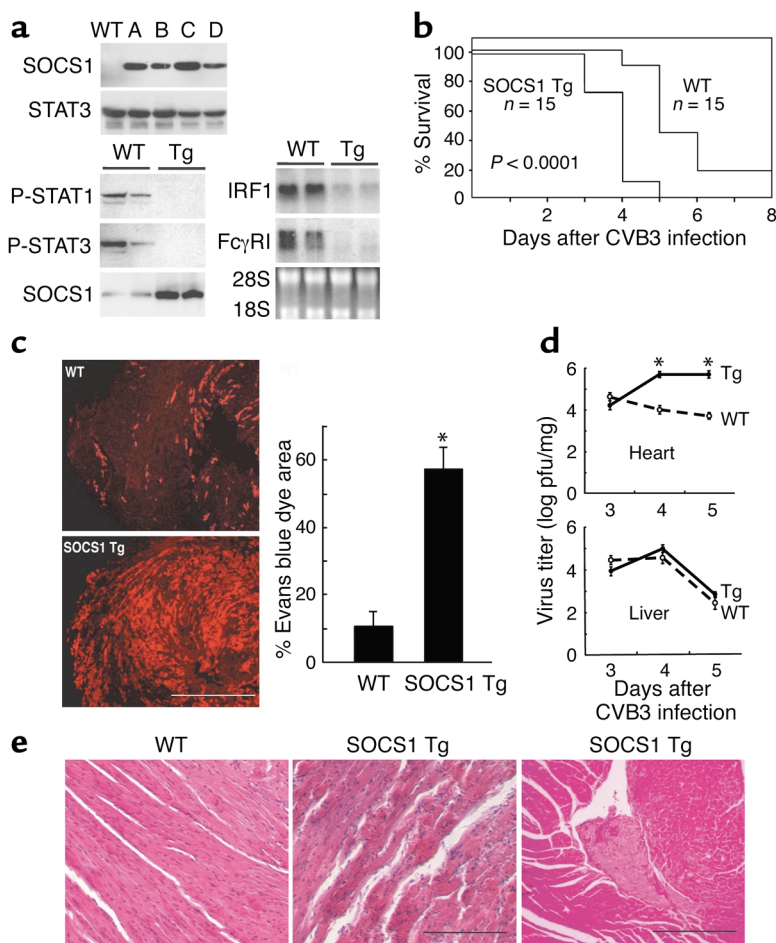 a
WT A B C D
SOCS1
STAT3
WT Tg
P-STAT1
P-STAT3
SOCS1
WT Tg
IRF1
FcγRI
28S
18S
b
% Survival
100
80
60
40
20
0
SOCS1 Tg
n = 15
WT
n = 15
P < 0.0001
2 4 6 8
Days after CVB3 infection
c
WT
SOCS1 Tg
% Evans blue dye area
60
40
20
0
*
WT SOCS1 Tg
d
Virus titer (log pfu/mg)
6
4
2
0
* *
Tg
WT
Heart
3 4 5
6
4
2
0
Tg
WT
Liver
3 4 5
Days after
CVB3 infection
e
WT SOCS1 Tg SOCS1 Tg